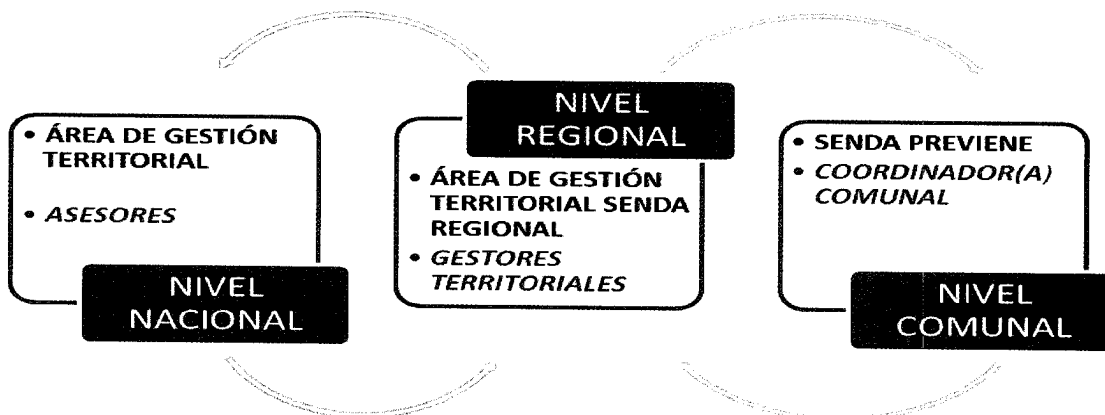 • ÁREA DE GESTIÓN
TERRITORIAL
• ASESORES
NIVEL
NACIONAL
NIVEL
REGIONAL
• ÁREA DE GESTIÓN
TERRITORIAL SENDA
REGIONAL
• GESTORES
TERRITORIALES
• SENDA PREVIENE
• COORDINADOR(A)
COMUNAL
NIVEL
COMUNAL